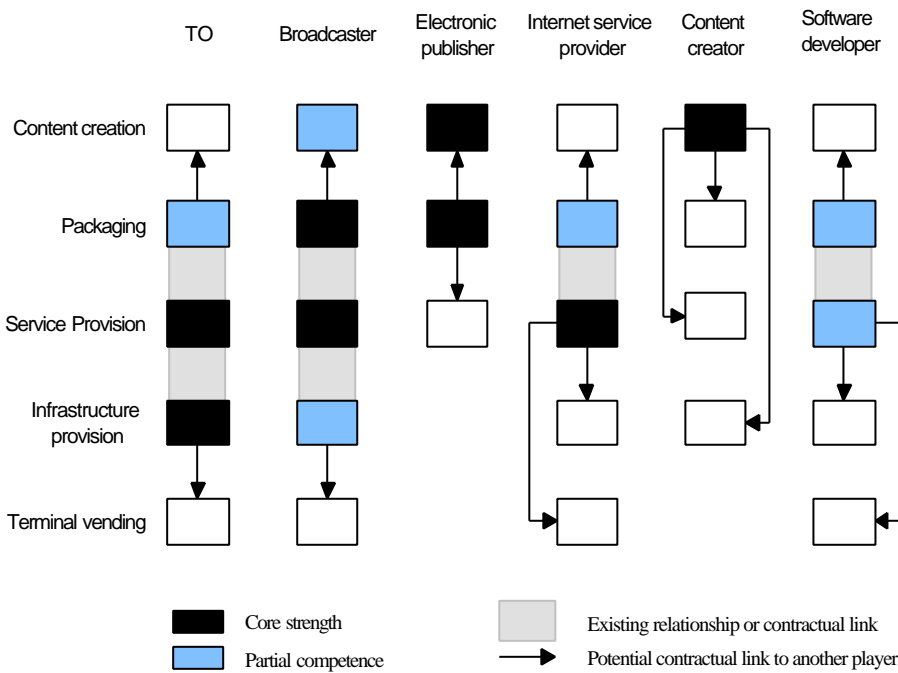 TO
Broadcaster
Electronic
publisher
Internet service
provider
Content
creator
Software
developer
Content creation
Packaging
Service Provision
Infrastructure
provision
Terminal vending
Core strength
Partial competence
Existing relationship or contractual link
Potential contractual link to another player